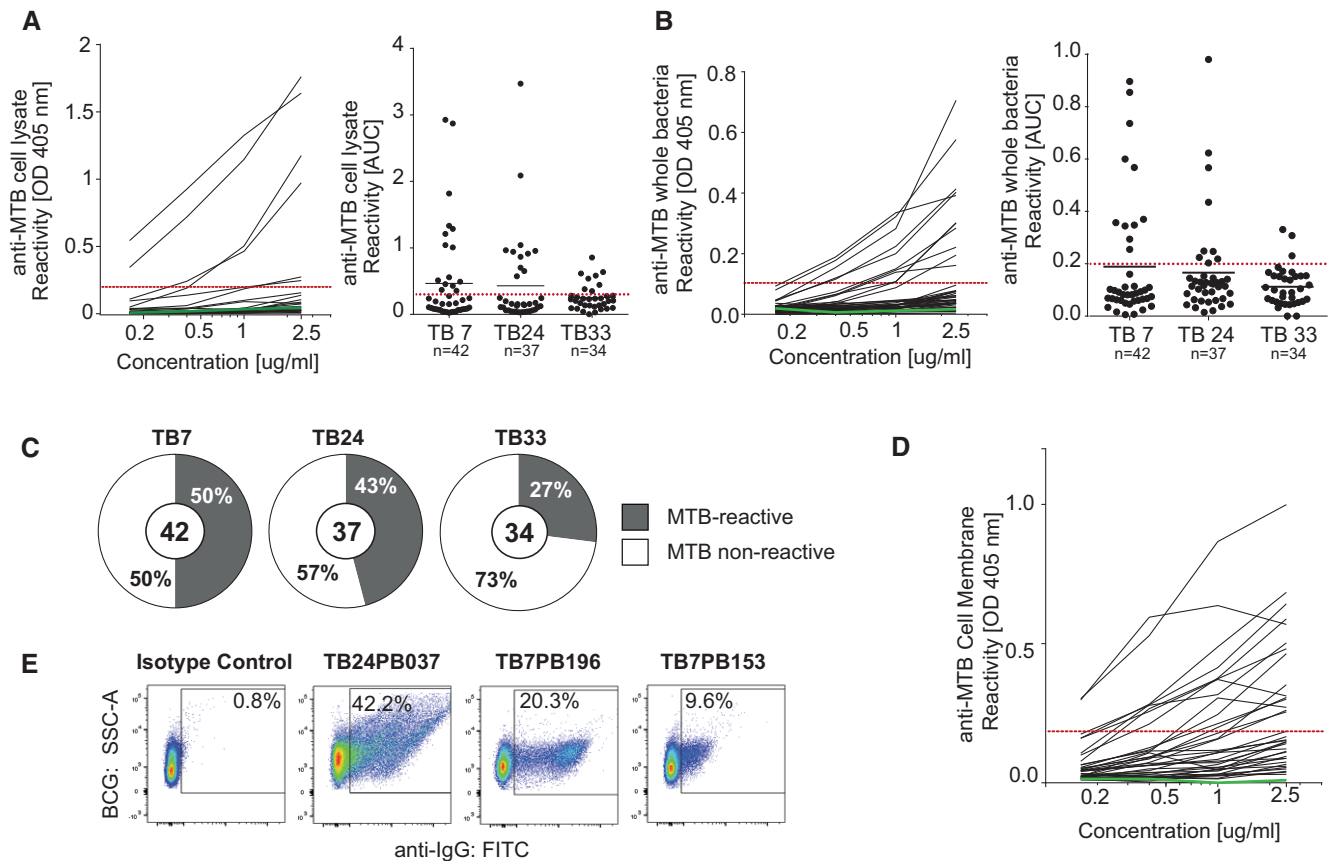 A
anti-MTB cell lysate
Reactivity [OD 405 nm]
2
1.5
1
0.5
0
0.2 0.5 1 2.5
Concentration [ug/ml]
anti-MTB cell lysate
Reactivity [AUC]
4
3
2
1
0
TB 7 TB24 TB33
n=42 n=37 n=34
B
anti-MTB whole bacteria
Reactivity [OD 405 nm]
0.8
0.6
0.4
0.2
0.0
0.2 0.5 1 2.5
Concentration [ug/ml]
anti-MTB whole bacteria
Reactivity [AUC]
1.0
0.8
0.6
0.4
0.2
0.0
TB 7 TB 24 TB 33
n=42 n=37 n=34
C
TB7 TB24 TB33
50% 43% 27%
42 37 34
50% 57% 73%
MTB-reactive
MTB non-reactive
D
anti-MTB Cell Membrane
Reactivity [OD 405 nm]
1.0
0.5
0.0
0.2 0.5 1 2.5
Concentration [ug/ml]
E
Isotype Control TB24PB037 TB7PB196 TB7PB153
0.8% 42.2% 20.3% 9.6%
BCG: SSC-A
anti-IgG: FITC